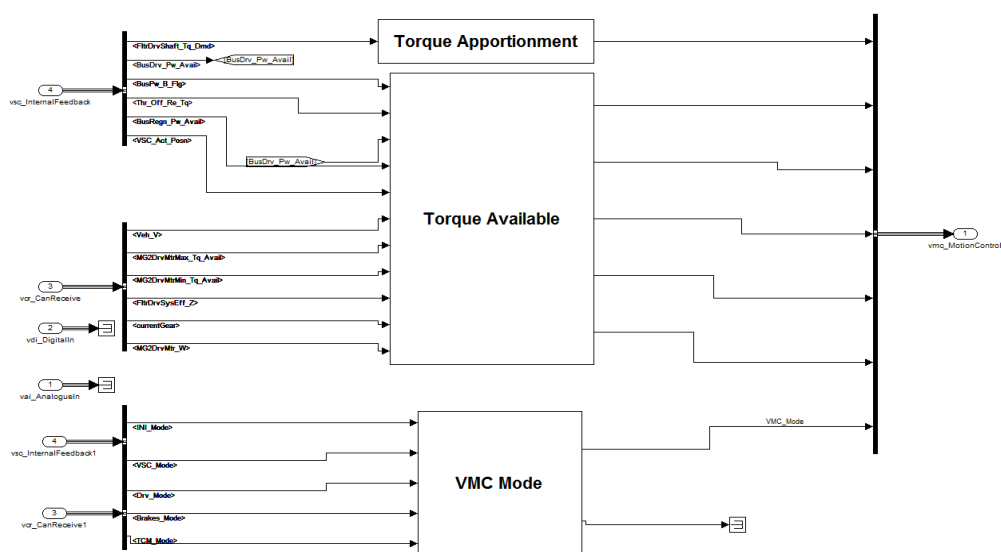 <FltrDrvShaft_Tq_Dmd>
Torque Apportionment
<BusDrv_Pw_Avail>
[BusDrv_Pw_Avail]
4
vsc_InternalFeedback
<BusPw_B_Flg>
<Thr_Off_Re_Tq>
<BusRegn_Pw_Avail>
<VSC_Act_Posn>
[BusDrv_Pw_Avail]
Torque Available
<Veh_V>
<MG2DrvMtrMax_Tq_Avail>
<MG2DrvMtrMin_Tq_Avail>
3
vcr_CanReceive
<FltrDrvSysEff_Z>
<currentGear>
<MG2DrvMtr_W>
2
vdi_DigitalIn
1
vai_AnalogueIn
1
vmc_MotionControl
<INI_Mode>
4
vsc_InternalFeedback1
<VSC_Mode>
<Drv_Mode>
<Brakes_Mode>
<TCM_Mode>
3
vcr_CanReceive1
VMC Mode
VMC_Mode